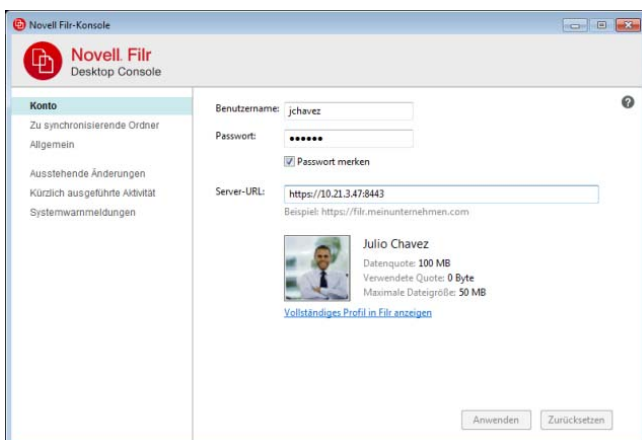 Novell Filr-Konsole
Novell. Filr
Desktop Console
Konto
Zu synchronisierende Ordner
Allgemein
Ausstehende Änderungen
Kürzlich ausgeführte Aktivität
Systemwarnmeldungen
Benutzername: jchavez
Passwort: ●●●●●●
Passwort merken
Server-URL: https://10.21.3.47:8443
Beispiel: https://filr.meinunternehmen.com
Julio Chavez
Datenquote: 100 MB
Verwendete Quote: 0 Byte
Maximale Dateigröße: 50 MB
Vollständiges Profil in Filr anzeigen
Anwenden Zurücksetzen